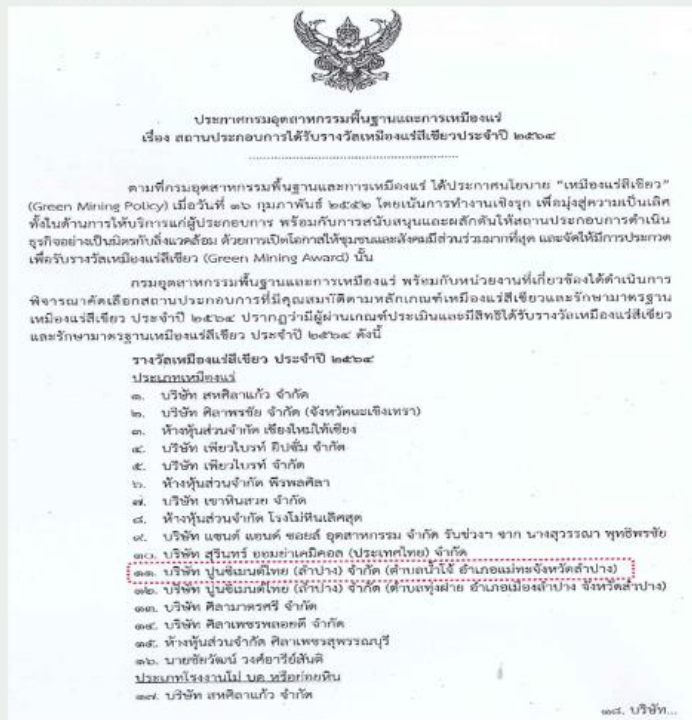 ประกาศกรมอุตสาหกรรมพื้นฐานและการเหมืองแร่
เรื่อง สถานประกอบการได้รับรางวัลเหมืองแร่สีเขียวประจำปี ๒๕๖๔
ตามที่กรมอุตสาหกรรมพื้นฐานและการเหมืองแร่ ได้ประกาศนโยบาย "เหมืองแร่สีเขียว"
(Green Mining Policy) เมื่อวันที่ ๑๖ กุมภาพันธ์ ๒๕๕๒ โดยเน้นการทำงานเชิงรุก เพื่อมุ่งสู่ความเป็นเลิศ
ทั้งในด้านการให้บริการแก่ผู้ประกอบการ พร้อมกับการสนับสนุนและผลักดันให้สถานประกอบการดำเนิน
ธุรกิจอย่างเป็นมิตรกับสิ่งแวดล้อม ด้วยการเปิดโอกาสให้ชุมชนและสังคมมีส่วนร่วมมากที่สุด และจัดให้มีการประกวด
เพื่อรับรางวัลเหมืองแร่สีเขียว (Green Mining Award) นั้น
กรมอุตสาหกรรมพื้นฐานและการเหมืองแร่ พร้อมกับหน่วยงานที่เกี่ยวข้องได้ดำเนินการ
พิจารณาคัดเลือกสถานประกอบการที่มีคุณสมบัติตามหลักเกณฑ์เหมืองแร่สีเขียวและรักษามาตรฐาน
เหมืองแร่สีเขียว ประจำปี ๒๕๖๔ ปรากฏว่ามีผู้ผ่านเกณฑ์ประเมินและมีสิทธิได้รับรางวัลเหมืองแร่สีเขียว
และรักษามาตรฐานเหมืองแร่สีเขียว ประจำปี ๒๕๖๔ ดังนี้
รางวัลเหมืองแร่สีเขียว ประจำปี ๒๕๖๔
ประเภทเหมืองแร่
๑. บริษัท สหศิลาแก้ว จำกัด
๒. บริษัท ศิลาพรชัย จำกัด (จังหวัดฉะเชิงเทรา)
๓. ห้างหุ้นส่วนจำกัด เชียงใหม่ไท้เชียง
๔. บริษัท เพียวไบรท์ ยิปซั่ม จำกัด
๕. บริษัท เพียวไบรท์ จำกัด
๖. ห้างหุ้นส่วนจำกัด พีรพลศิลา
๗. บริษัท เขาหินสวย จำกัด
๘. ห้างหุ้นส่วนจำกัด โรงโม่หินเลิศสุด
๙. บริษัท แซนด์ แอนด์ ซอยล์ อุตสาหกรรม จำกัด รับช่วงฯ จาก นางสุวรรณา พุทธิพรชัย
๑๐. บริษัท สุรินทร์ ออมย่าเคมิคอล (ประเทศไทย) จำกัด
๑๑. บริษัท ปูนซิเมนต์ไทย (ลำปาง) จำกัด (ตำบลน้ำโจ้ อำเภอแม่ทะจังหวัดลำปาง)
๑๒. บริษัท ปูนซิเมนต์ไทย (ลำปาง) จำกัด (ตำบลทุ่งฝาย อำเภอเมืองลำปาง จังหวัดลำปาง)
๑๓. บริษัท ศิลามาตรศรี จำกัด
๑๔. บริษัท ศิลาเพชรพลอยดี จำกัด
๑๕. ห้างหุ้นส่วนจำกัด ศิลาเพชรสุพรรณบุรี
๑๖. นายชัยวัฒน์ วงศ์อารีย์สันติ
ประเภทโรงงานโม่ บด หรือย่อยหิน
๑๗. บริษัท สหศิลาแก้ว จำกัด
๑๘. บริษัท...